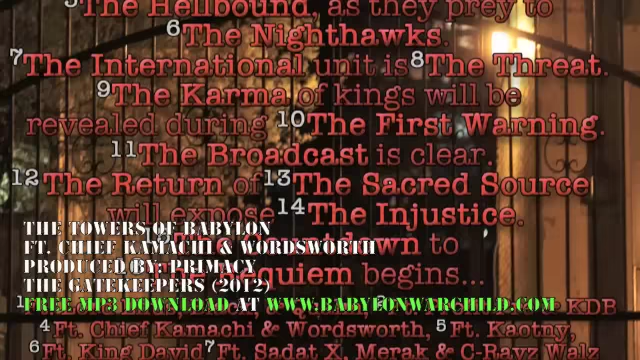 5The Hellbound, as they prey to
6The Nighthawks.
7The International unit is 8The Threat.
9The Karma of kings will be
revealed during 10The First Warning.
11The Broadcast is clear.
12The Return of 13The Sacred Source
will expose 14The Injustice.
THE TOWERS OF BABYLON
down to
FT. CHIEF KAMACHI & WORDSWORTH
PRODUCED BY: PRIMACY
Requiem begins...
THE GATEKEEPERS (2012)
FREE MP3 DOWNLOAD AT WWW.BABYLONWARCHILD.COM
KDB
4Ft. Chief Kamachi & Wordsworth, 5Ft. Kaotny,
6Ft. King David 7Ft. Sadat X, Merak & C-Rayz Walz